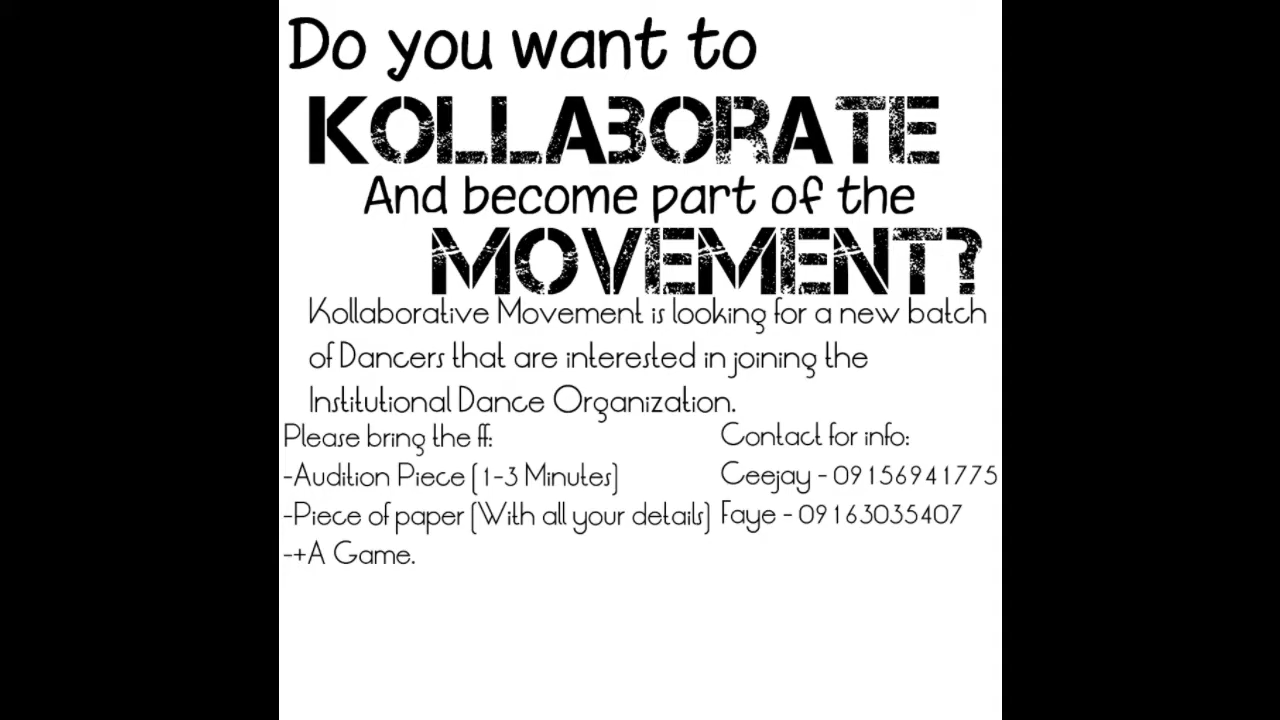 Do you want to
KOLLABORATE
And become part of the
MOVEMENT?
Kollaborative Movement is looking for a new batch
of Dancers that are interested in joining the
Institutional Dance Organization.
Please bring the ff:
-Audition Piece (1-3 Minutes)
-Piece of paper (With all your details)
-+A Game.
Contact for info:
Ceejay - 09156941775
Faye - 09163035407